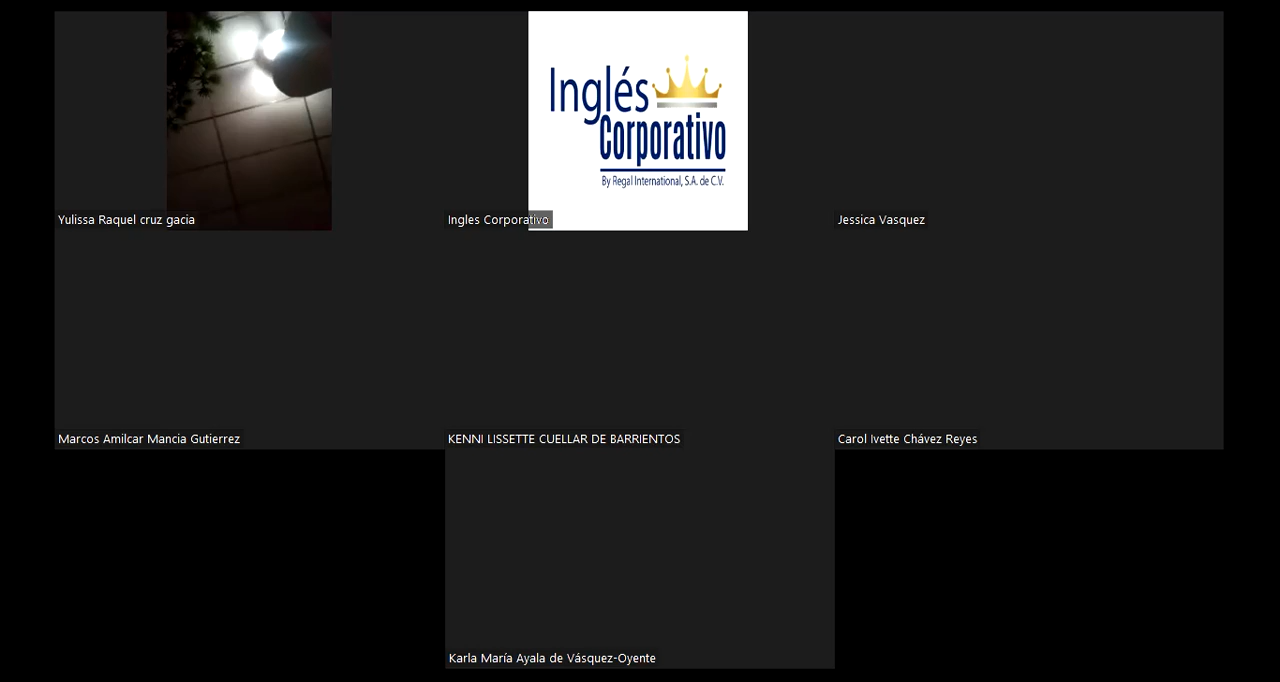 Inglés
Corporativo
By Regal International, S.A. de C.V.
Yulissa Raquel cruz gacia
Ingles Corporativo
Jessica Vasquez
Marcos Amilcar Mancia Gutierrez
KENNI LISSETTE CUELLAR DE BARRIENTOS
Carol Ivette Chávez Reyes
Karla María Ayala de Vásquez-Oyente